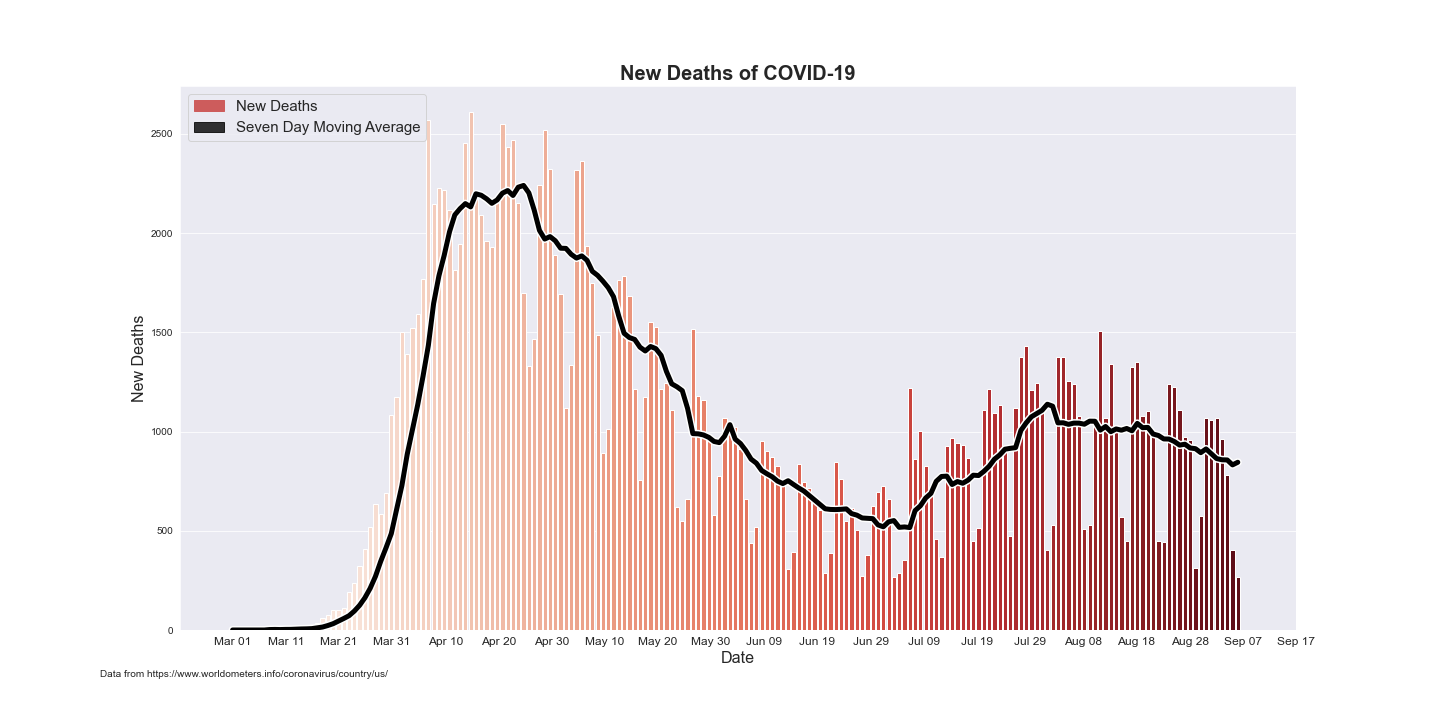 New Deaths of COVID-19
New Deaths
Seven Day Moving Average
2500
2000
1500
1000
500
0
New Deaths
Mar 01 Mar 11 Mar 21 Mar 31 Apr 10 Apr 20 Apr 30 May 10 May 20 May 30 Jun 09 Jun 19 Jun 29 Jul 09 Jul 19 Jul 29 Aug 08 Aug 18 Aug 28 Sep 07 Sep 17
Date
Data from https://www.worldometers.info/coronavirus/country/us/